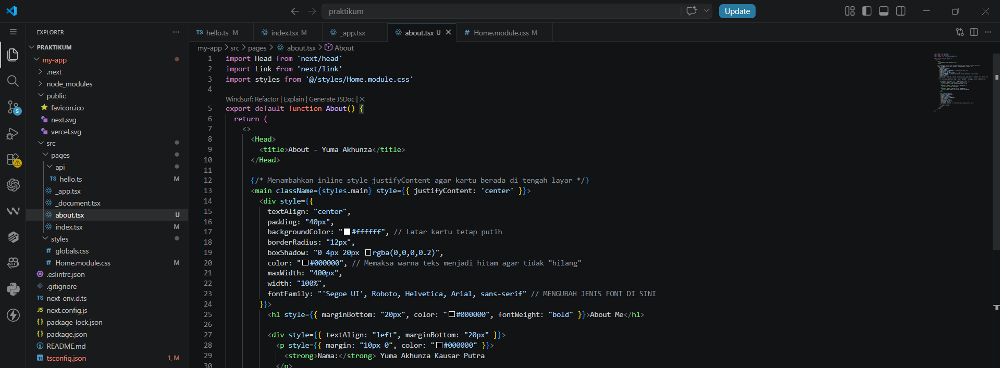 praktikum
Update
EXPLORER
PRAKTIKUM
my-app
.next
node_modules
public
favicon.ico
next.svg
vercel.svg
src
pages
api
TS hello.ts M
_app.tsx
_document.tsx
about.tsx U
index.tsx M
styles
# globals.css
# Home.module.css M
.eslintrc.json
.gitignore
TS next-env.d.ts
JS next.config.js
{} package-lock.json
{} package.json
README.md
TS tsconfig.json 1, M
5
TS hello.ts M
index.tsx M
_app.tsx
about.tsx U
# Home.module.css M
my-app > src > pages > about.tsx > About
1 import Head from 'next/head'
2 import Link from 'next/link'
3 import styles from '@/styles/Home.module.css'
4
Windsurf: Refactor | Explain | Generate JSDoc | X
5 export default function About() {
6 return (
7 <>
8 <Head>
9 <title>About - Yuma Akhunza</title>
10 </Head>
11
12 {/* Menambahkan inline style justifyContent agar kartu berada di tengah layar */}
13 <main className={styles.main} style={{ justifyContent: 'center' }}>
14 <div style={{
15 textAlign: "center",
16 padding: "40px",
17 backgroundColor: "#ffffff", // Latar kartu tetap putih
18 borderRadius: "12px",
19 boxShadow: "0 4px 20px rgba(0,0,0,0.2)",
20 color: "#000000", // Memaksa warna teks menjadi hitam agar tidak "hilang"
21 maxWidth: "400px",
22 width: "100%",
23 fontFamily: "'Segoe UI', Roboto, Helvetica, Arial, sans-serif" // MENGUBAH JENIS FONT DI SINI
24 }}>
25 <h1 style={{ marginBottom: "20px", color: "#000000", fontWeight: "bold" }}>About Me</h1>
26
27 <div style={{ textAlign: "left", marginBottom: "20px" }}>
28 <p style={{ margin: "10px 0", color: "#000000" }}>
29 <strong>Nama:</strong> Yuma Akhunza Kausar Putra
30 </p>